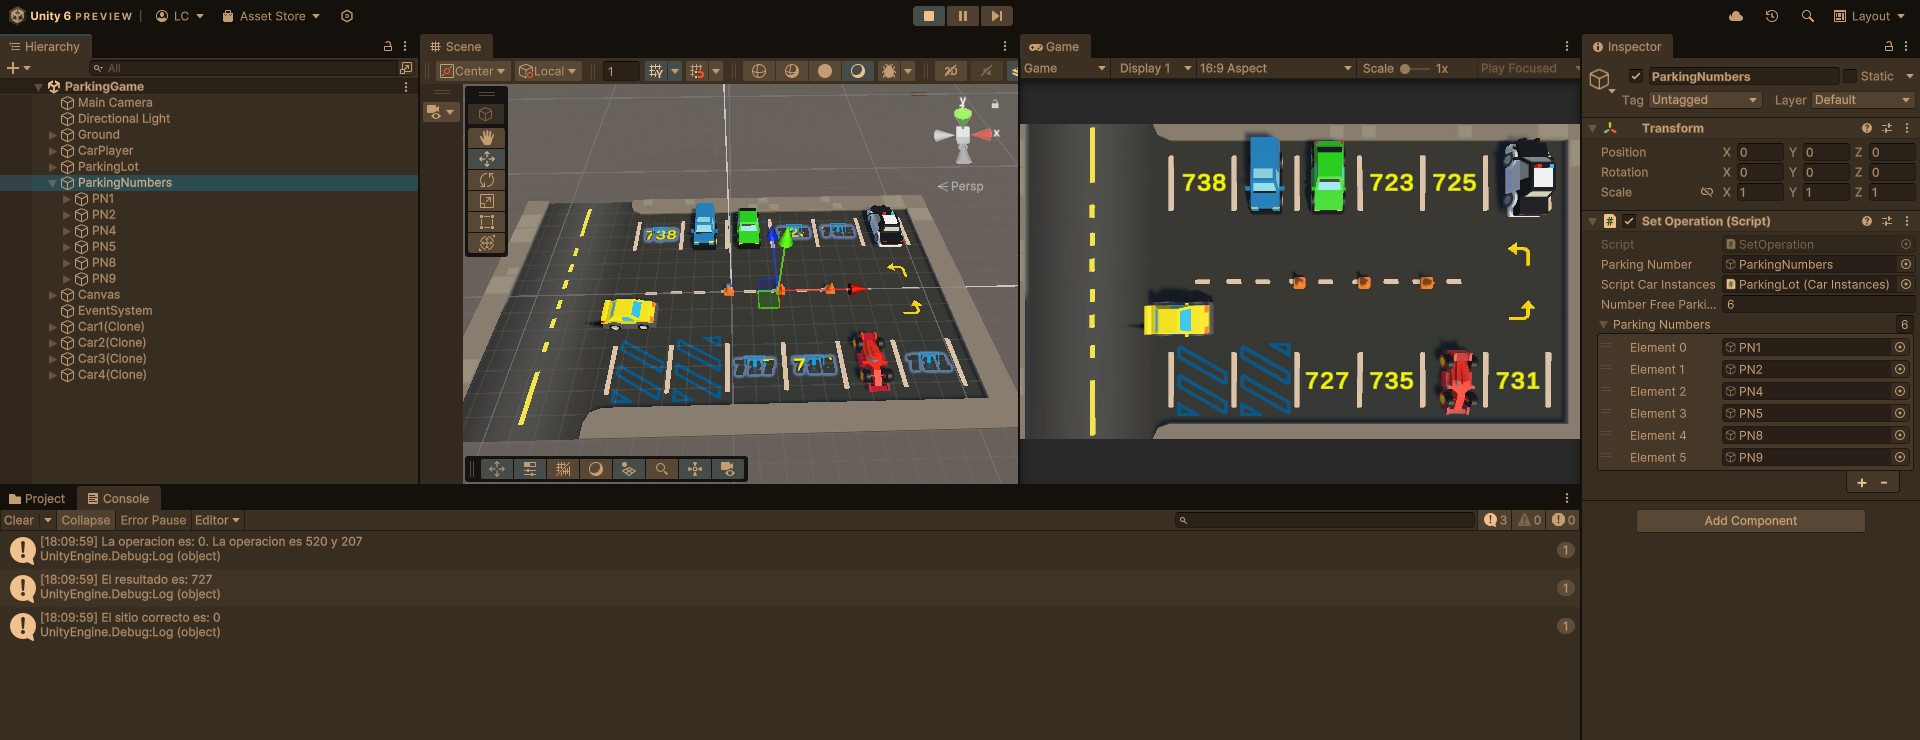 Unity 6 PREVIEW
LC
Asset Store
Layout
Hierarchy
All
ParkingGame
Main Camera
Directional Light
Ground
CarPlayer
ParkingLot
ParkingNumbers
PN1
PN2
PN4
PN5
PN8
PN9
Canvas
EventSystem
Car1(Clone)
Car2(Clone)
Car3(Clone)
Car4(Clone)
Scene
Center Local 1 2D
y
x
Persp
738
Game
Game Display 1 16:9 Aspect Scale 1x Play Focused
738 723 725
727 735 731
Inspector
ParkingNumbers Static
Tag Untagged Layer Default
Transform
Position X 0 Y 0 Z 0
Rotation X 0 Y 0 Z 0
Scale X 1 Y 1 Z 1
Set Operation (Script)
Script SetOperation
Parking Number ParkingNumbers
Script Car Instances ParkingLot (Car Instances)
Number Free Parki... 6
Parking Numbers 6
Element 0 PN1
Element 1 PN2
Element 2 PN4
Element 3 PN5
Element 4 PN8
Element 5 PN9
+ -
Add Component
Project Console
Clear Collapse Error Pause Editor
3 0 0
[18:09:59] La operacion es: 0. La operacion es 520 y 207
UnityEngine.Debug:Log (object)
1
[18:09:59] El resultado es: 727
UnityEngine.Debug:Log (object)
1
[18:09:59] El sitio correcto es: 0
UnityEngine.Debug:Log (object)
1